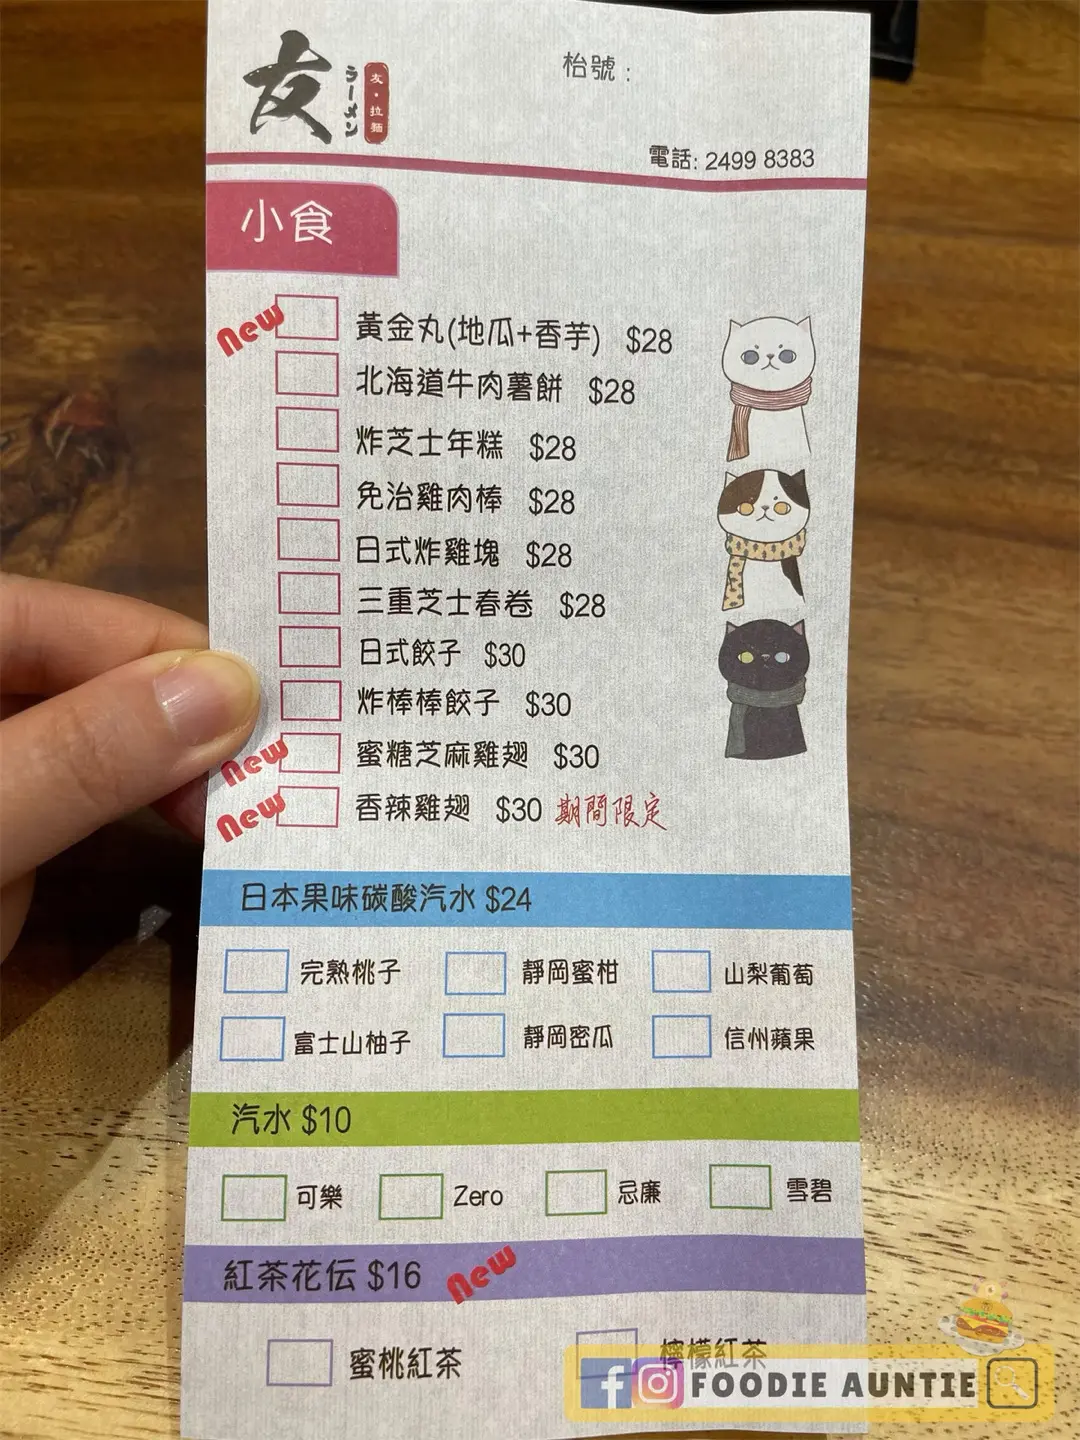 友
ラーメン
友・拉麵
枱號：
電話: 2499 8383
小食
New 黃金丸(地瓜+香芋) $28
北海道牛肉薯餅 $28
炸芝士年糕 $28
免治雞肉棒 $28
日式炸雞塊 $28
三重芝士春卷 $28
日式餃子 $30
炸棒棒餃子 $30
New 蜜糖芝麻雞翅 $30
New 香辣雞翅 $30 期間限定
日本果味碳酸汽水 $24
完熟桃子 靜岡蜜柑 山梨葡萄
富士山柚子 靜岡密瓜 信州蘋果
汽水 $10
可樂 Zero 忌廉 雪碧
紅茶花伝 $16 New
蜜桃紅茶 檸檬紅茶
FOODIE AUNTIE